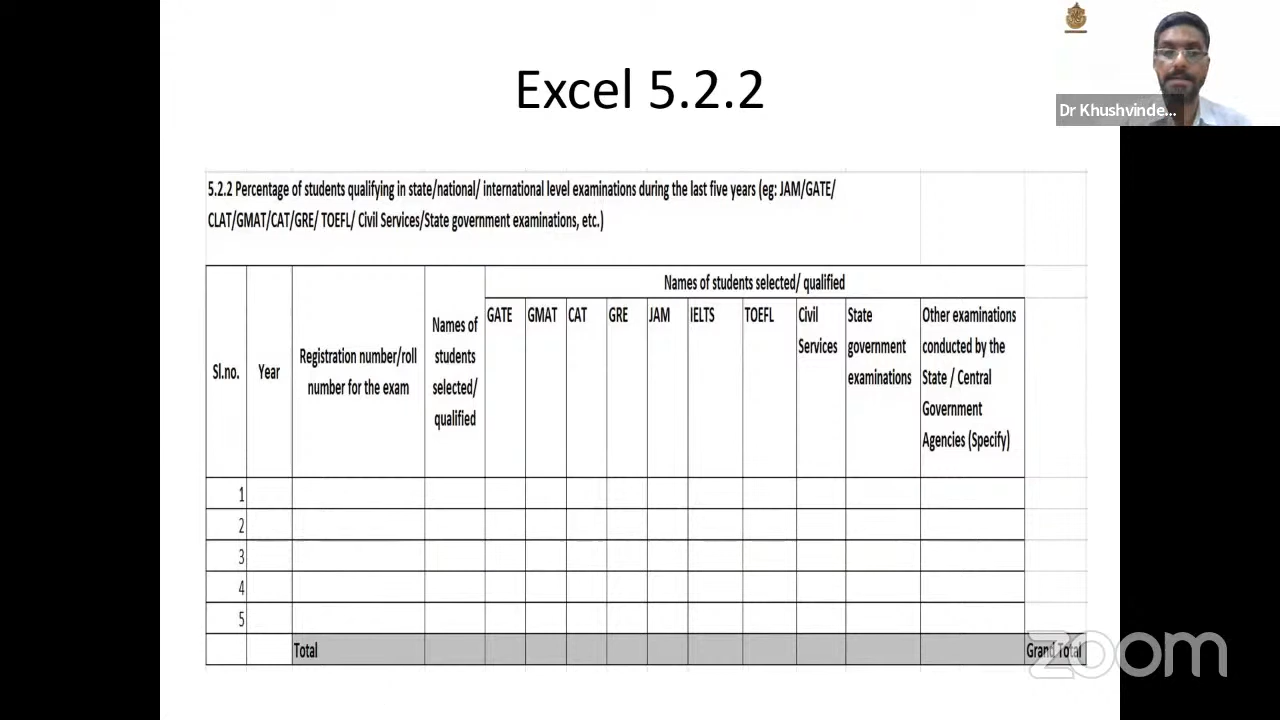 Excel 5.2.2
Dr Khushvinde...
5.2.2 Percentage of students qualifying in state/national/ international level examinations during the last five years (eg: JAM/GATE/
CLAT/GMAT/CAT/GRE/ TOEFL/ Civil Services/State government examinations, etc.)
Sl.no.
Year
Registration number/roll
number for the exam
Names of
students
selected/
qualified
Names of students selected/ qualified
GATE
GMAT
CAT
GRE
JAM
IELTS
TOEFL
Civil
Services
State
government
examinations
Other examinations
conducted by the
State / Central
Government
Agencies (Specify)
1
2
3
4
5
Total
Grand Total
zoom